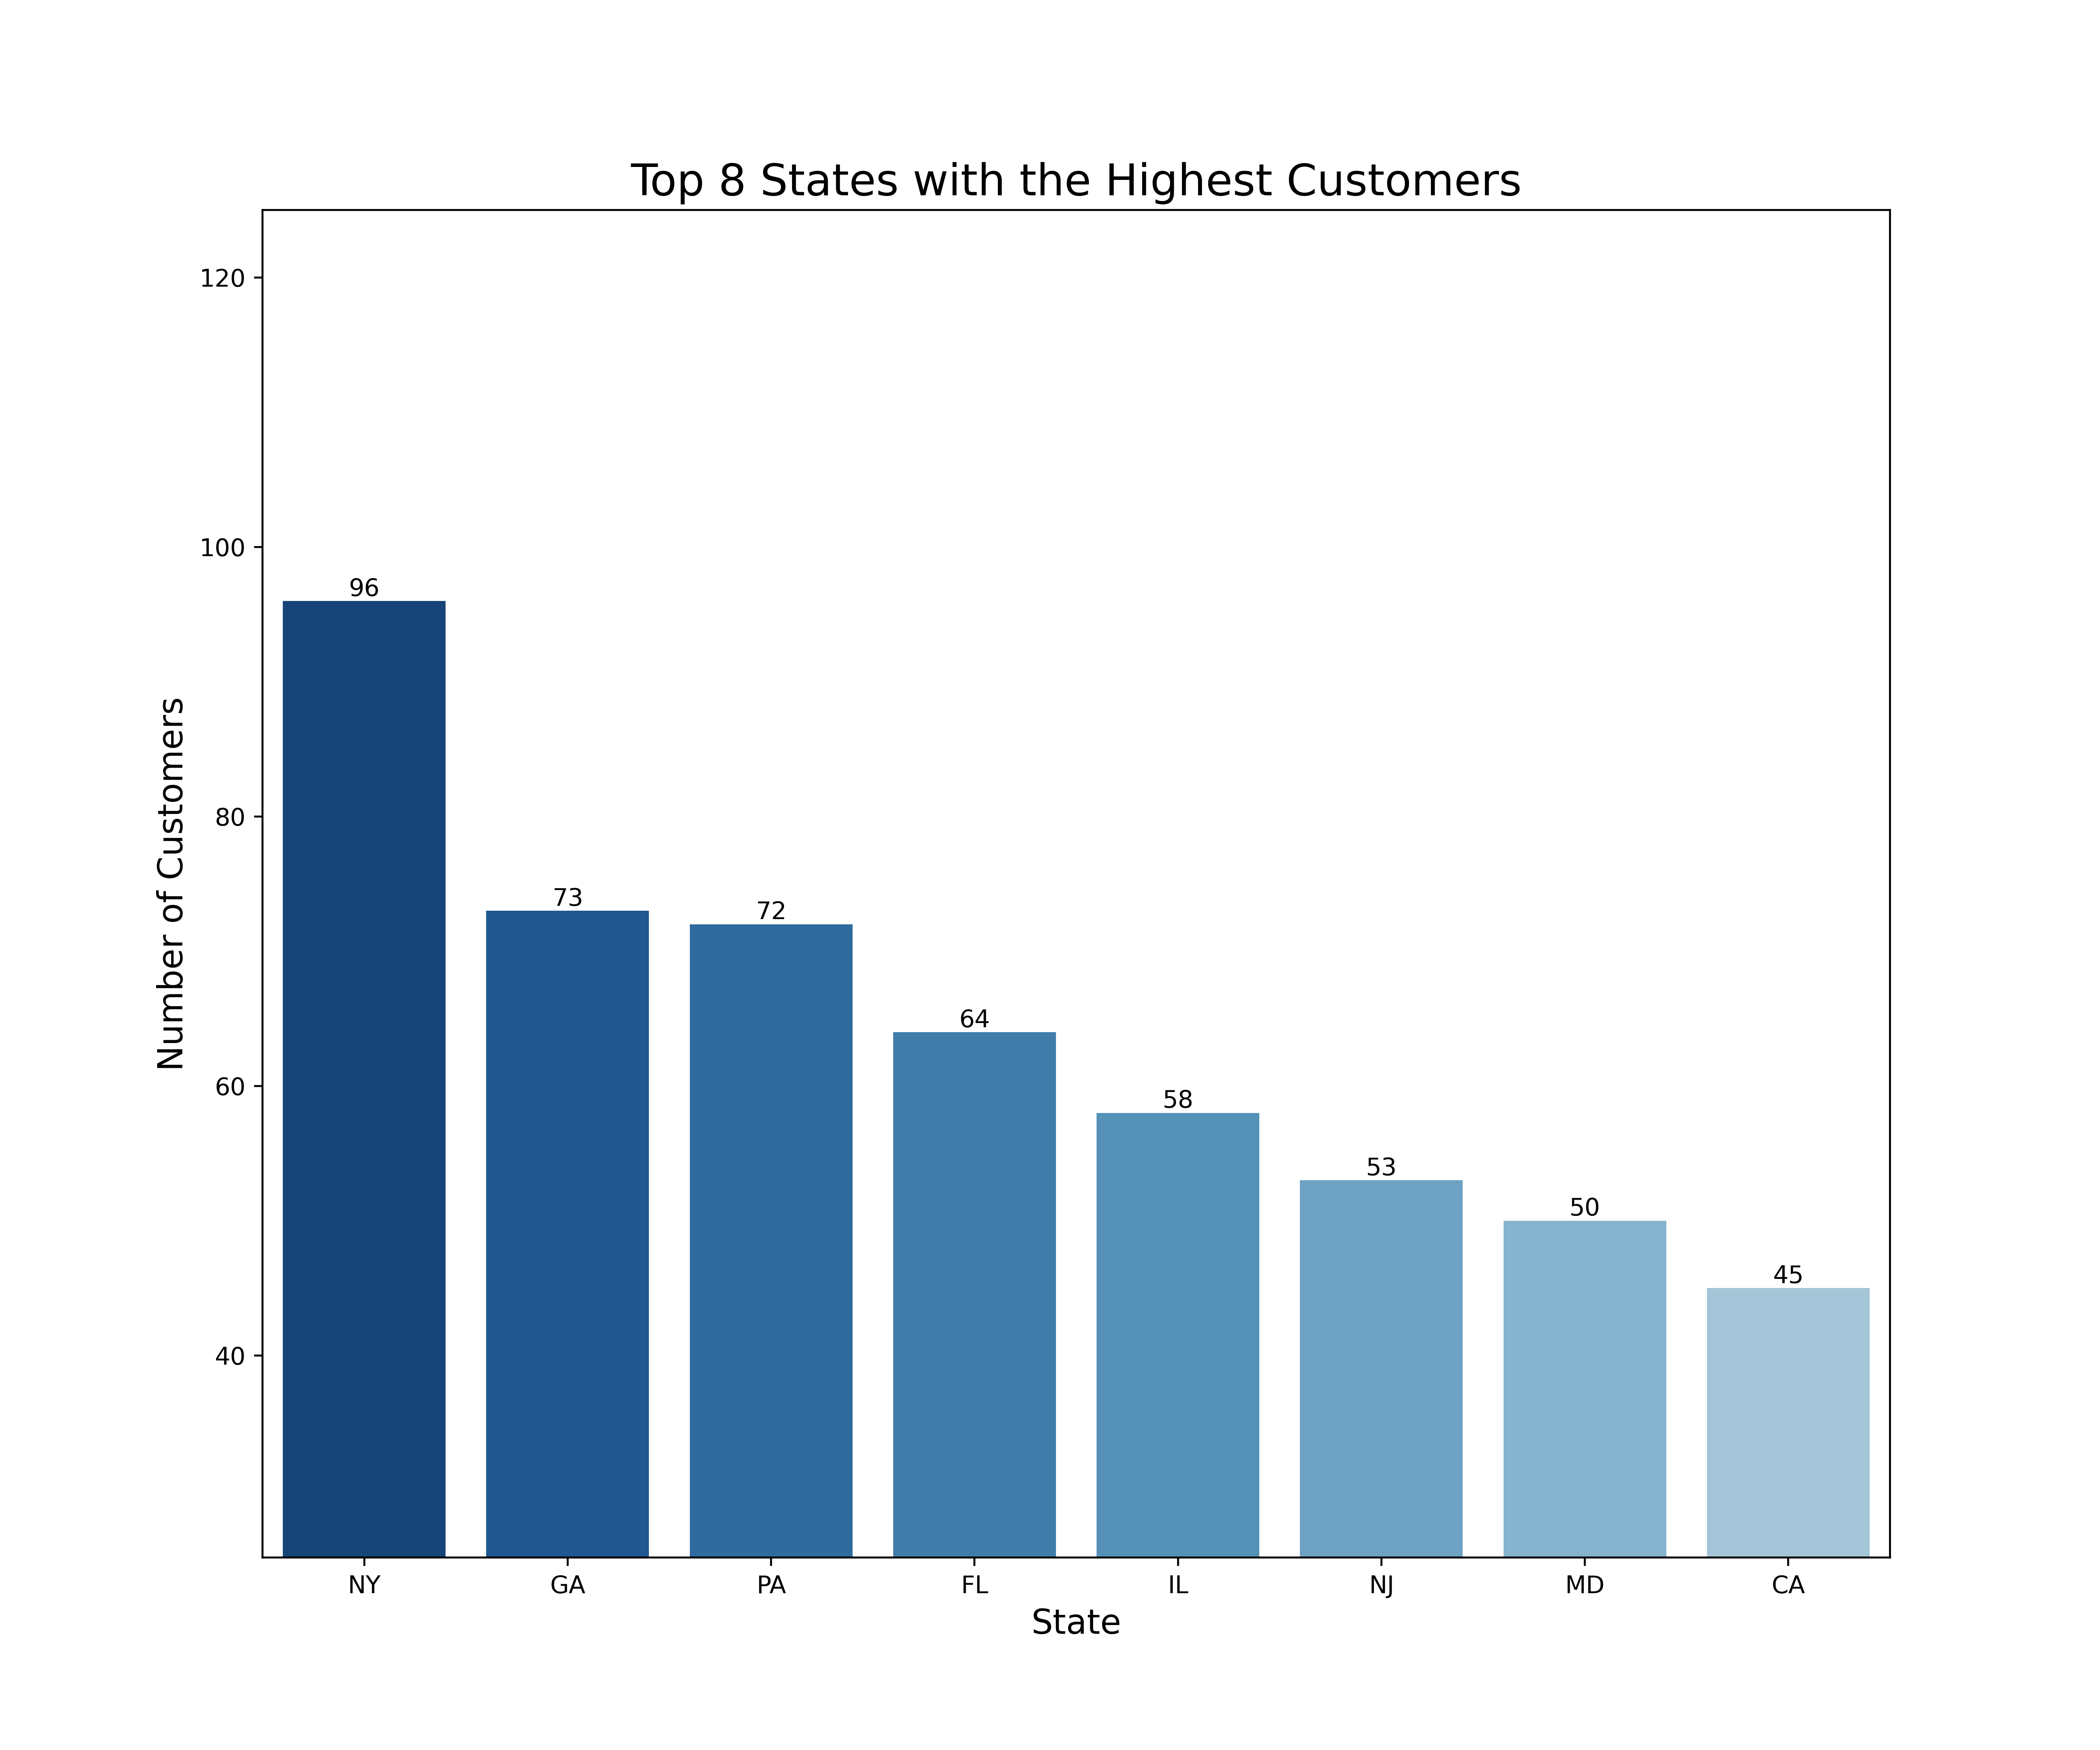 Top 8 States with the Highest Customers
Number of Customers
120
100
80
60
40
96
73
72
64
58
53
50
45
NY
GA
PA
FL
IL
NJ
MD
CA
State